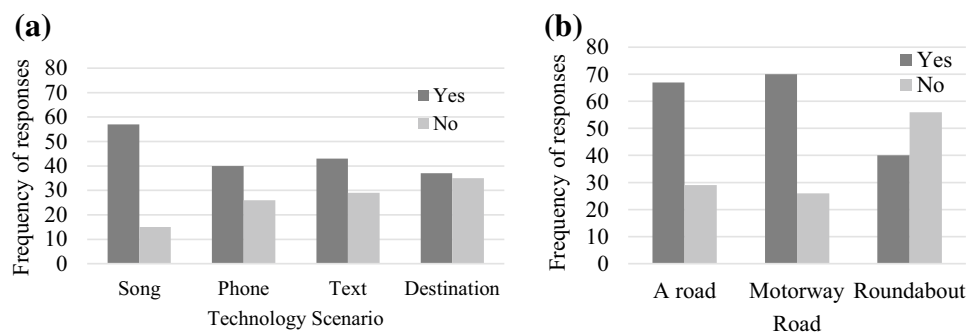 (a)
Frequency of responses
80
70
60
50
40
30
20
10
0
Yes
No
Song Phone Text Destination
Technology Scenario
(b)
Frequency of responses
80
70
60
50
40
30
20
10
0
Yes
No
A road Motorway Roundabout
Road